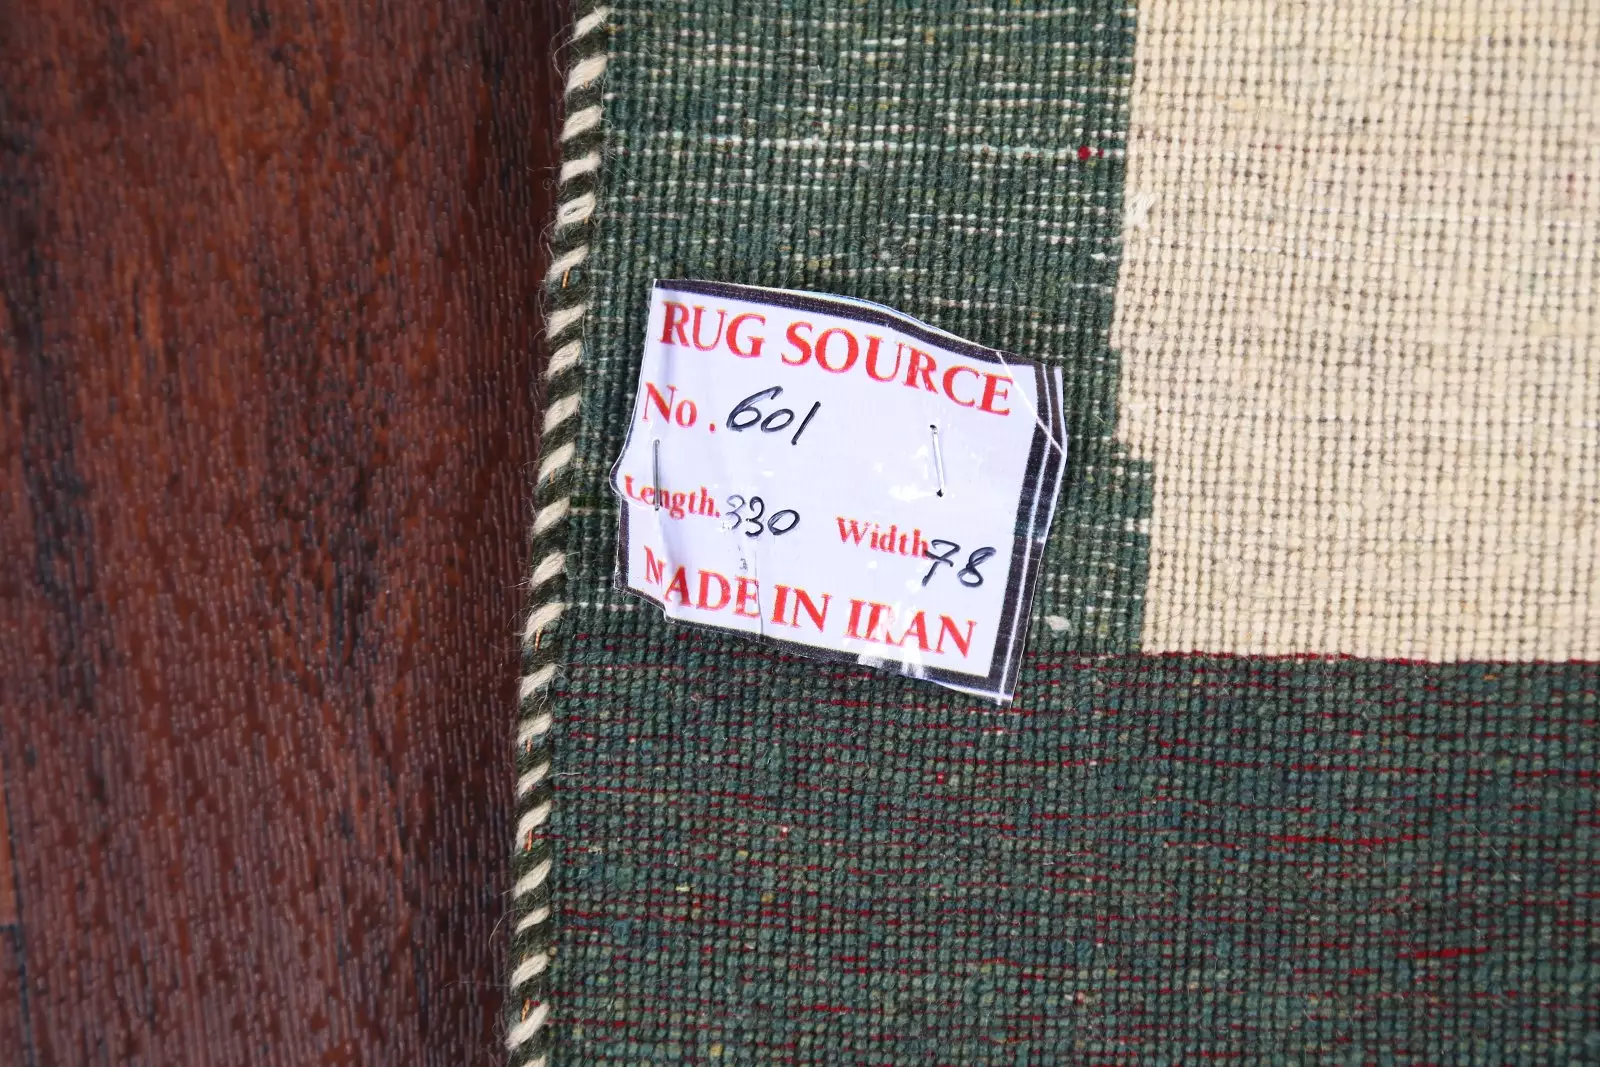 RUG SOURCE
No. 601
Length. 330 Width 78
MADE IN IRAN